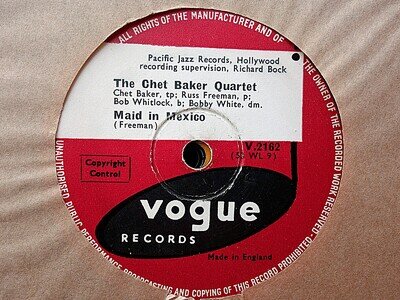 ALL RIGHTS OF THE MANUFACTURER AND OF THE OWNER OF THE RECORDED WORK RESERVED-
UNAUTHORISED PUBLIC PERFORMANCE BROADCASTING AND COPYING OF THIS RECORD PROHIBITED-
Pacific Jazz Records, Hollywood
recording supervision, Richard Bock
The Chet Baker Quartet
Chet Baker, tp; Russ Freeman, p;
Bob Whitlock, b; Bobby White, dm.
Maid in Mexico
(Freeman)
V.2162
Copyright
Control
vogue
RECORDS
Made in England